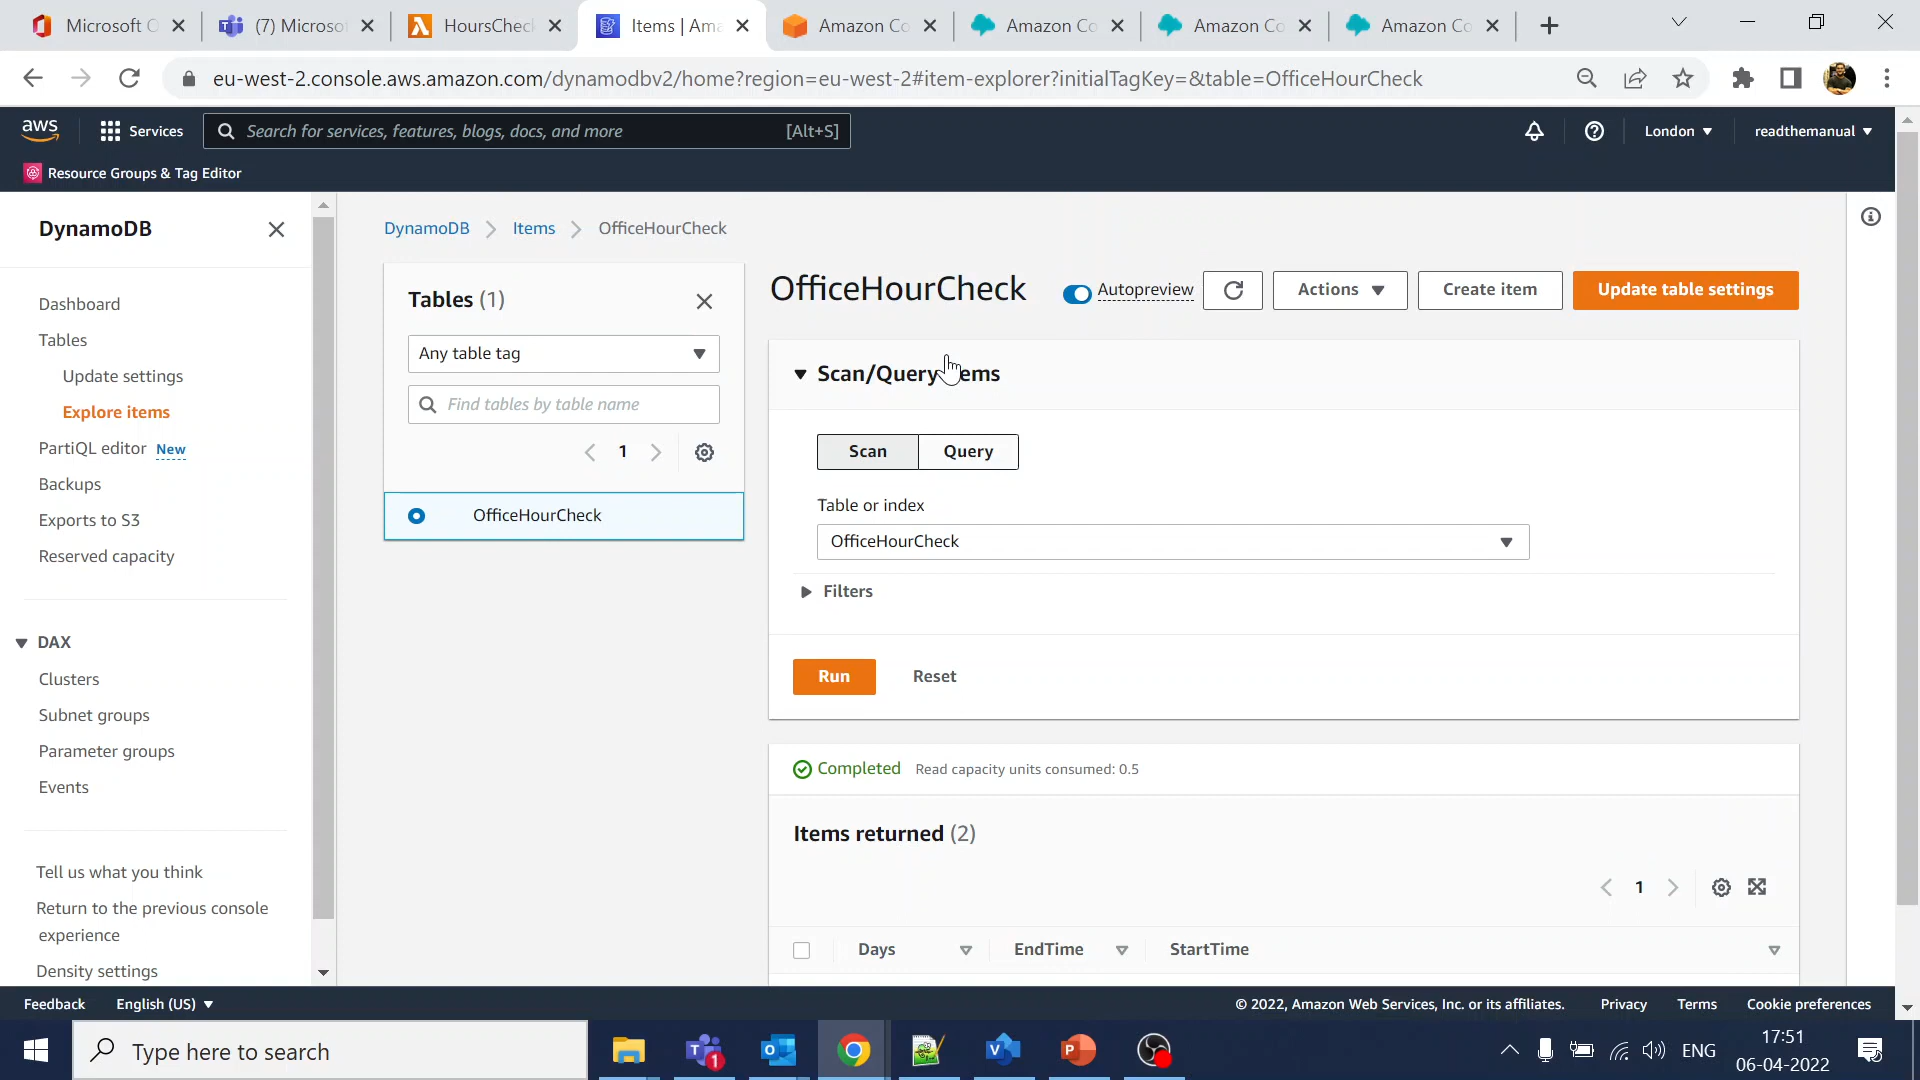 Microsoft O
(7) Microsof
HoursCheck
Items | Ama
Amazon Co
Amazon Co
Amazon Co
Amazon Co
eu-west-2.console.aws.amazon.com/dynamodbv2/home?region=eu-west-2#item-explorer?initialTagKey=&table=OfficeHourCheck
aws
Services
Search for services, features, blogs, docs, and more
[Alt+S]
London
readthemanual
Resource Groups & Tag Editor
DynamoDB
Dashboard
Tables
Update settings
Explore items
PartiQL editor New
Backups
Exports to S3
Reserved capacity
DAX
Clusters
Subnet groups
Parameter groups
Events
Tell us what you think
Return to the previous console
experience
Density settings
DynamoDB
Items
OfficeHourCheck
Tables (1)
Any table tag
Find tables by table name
1
OfficeHourCheck
OfficeHourCheck
Autopreview
Actions
Create item
Update table settings
Scan/Query items
Scan
Query
Table or index
OfficeHourCheck
Filters
Run
Reset
Completed
Read capacity units consumed: 0.5
Items returned (2)
1
Days
EndTime
StartTime
Feedback
English (US)
© 2022, Amazon Web Services, Inc. or its affiliates.
Privacy
Terms
Cookie preferences
Type here to search
1
ENG
17:51
06-04-2022